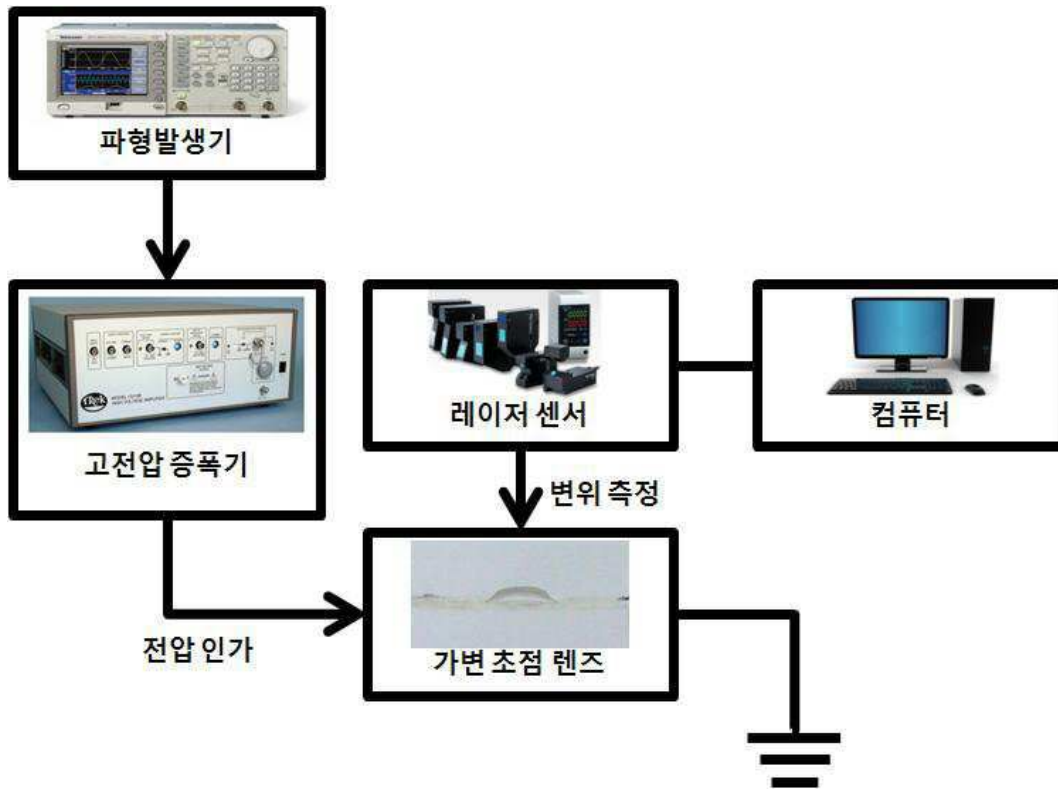 파형발생기
고전압 증폭기
TRek
레이저 센서
컴퓨터
변위 측정
전압 인가
가변 초점 렌즈